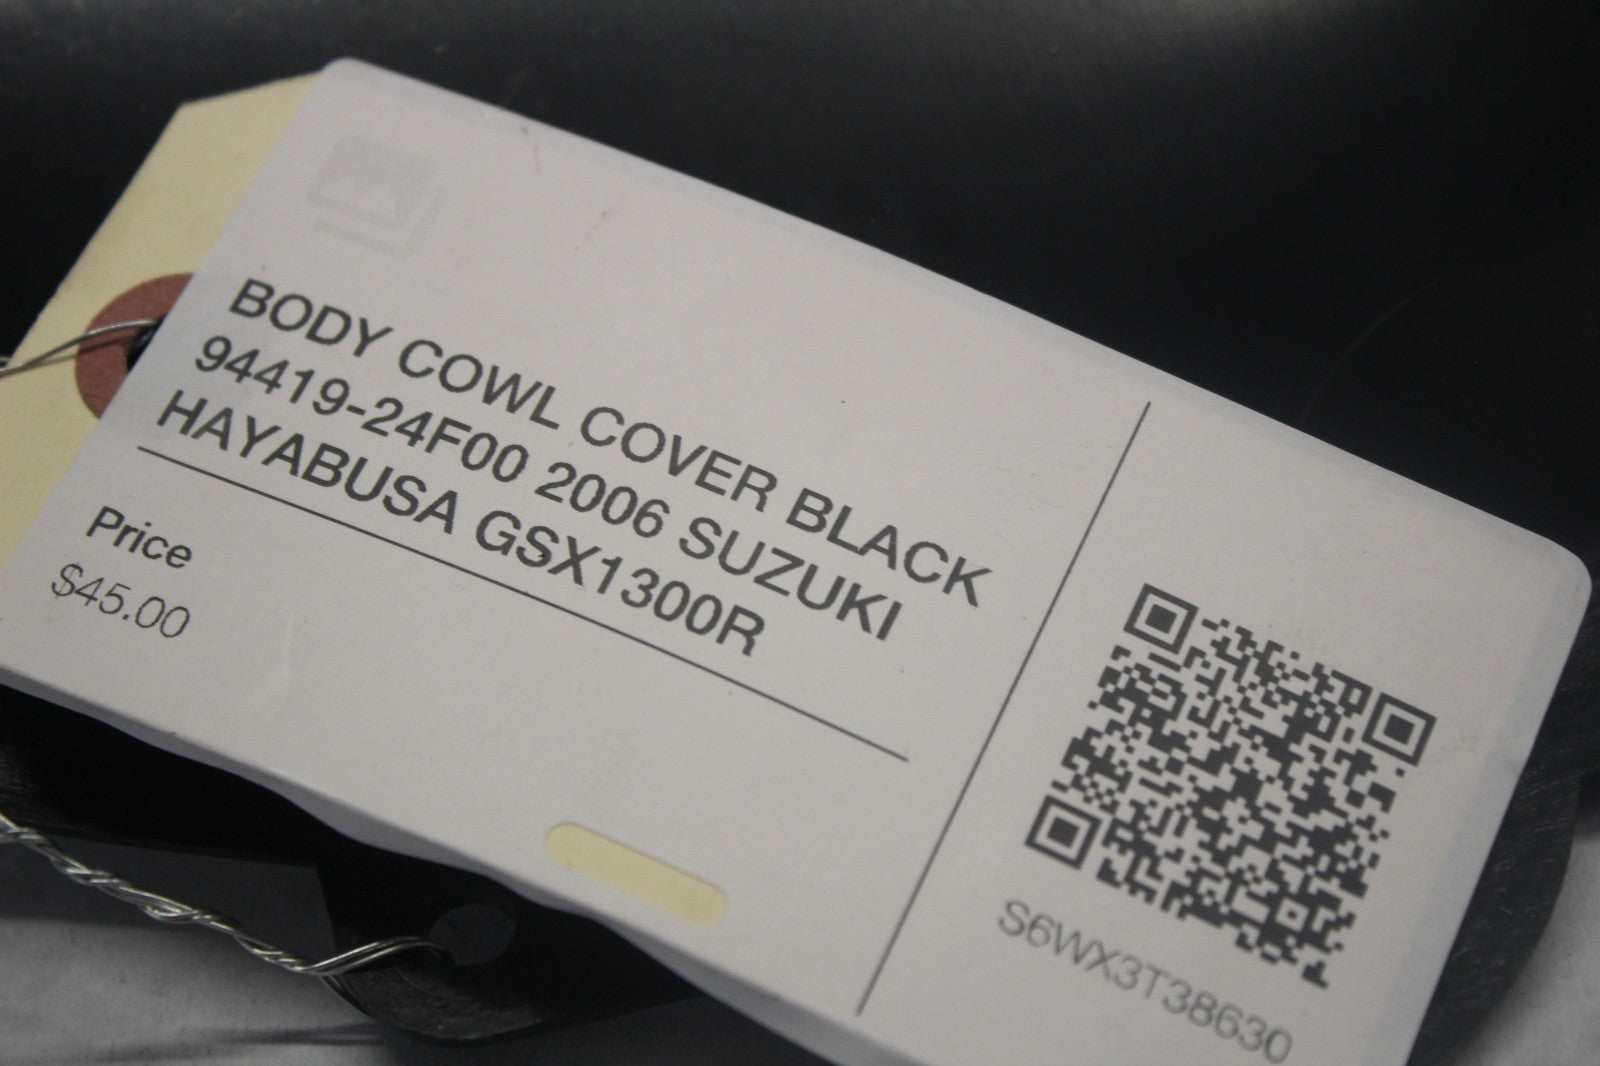 BODY COWL COVER BLACK
94419-24F00 2006 SUZUKI
HAYABUSA GSX1300R
Price
$45.00
S6WX3T38630